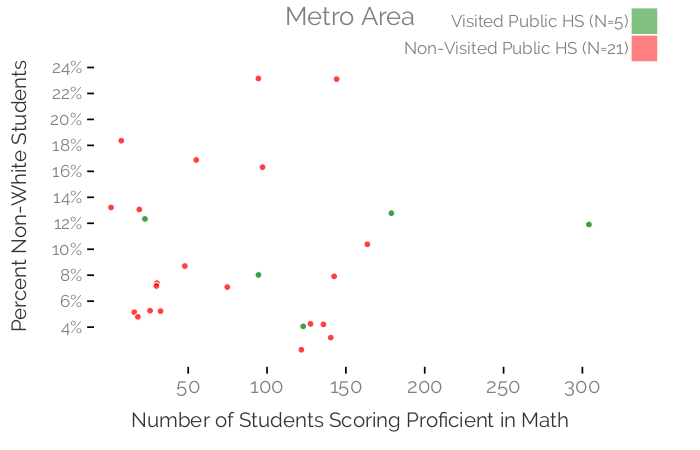 Metro Area
Visited Public HS (N=5)
Non-Visited Public HS (N=21)
Percent Non-White Students
24%
22%
20%
18%
16%
14%
12%
10%
8%
6%
4%
50 100 150 200 250 300
Number of Students Scoring Proficient in Math